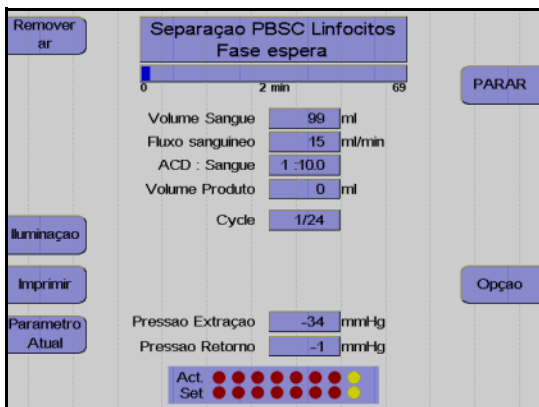 Remover
ar
Separaçao PBSC Linfocitos
Fase espera
0 2 min 69
PARAR
Volume Sangue 99 ml
Fluxo sanguineo 15 ml/min
ACD : Sangue 1 :10.0
Volume Produto 0 ml
Cycle 1/24
Iluminaçao
Imprimir
Opçao
Parametro
Atual
Pressao Extraçao -34 mmHg
Pressao Retorno -1 mmHg
Act.
Set